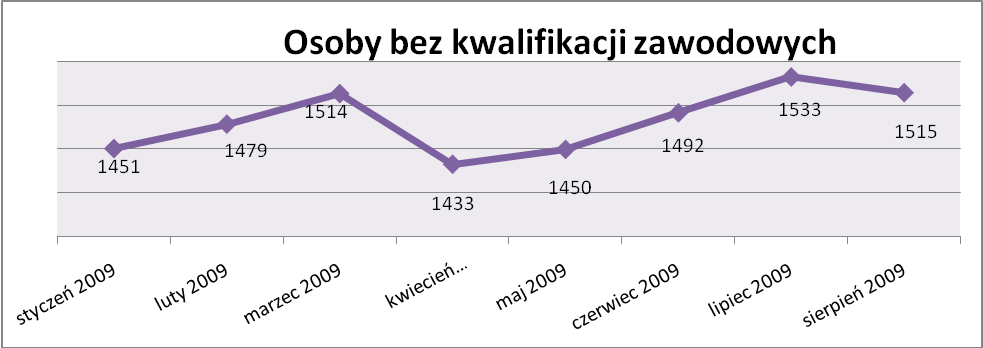 Osoby bez kwalifikacji zawodowych
1451
1479
1514
1433
1450
1492
1533
1515
styczeń 2009
luty 2009
marzec 2009
kwiecień...
maj 2009
czerwiec 2009
lipiec 2009
sierpień 2009